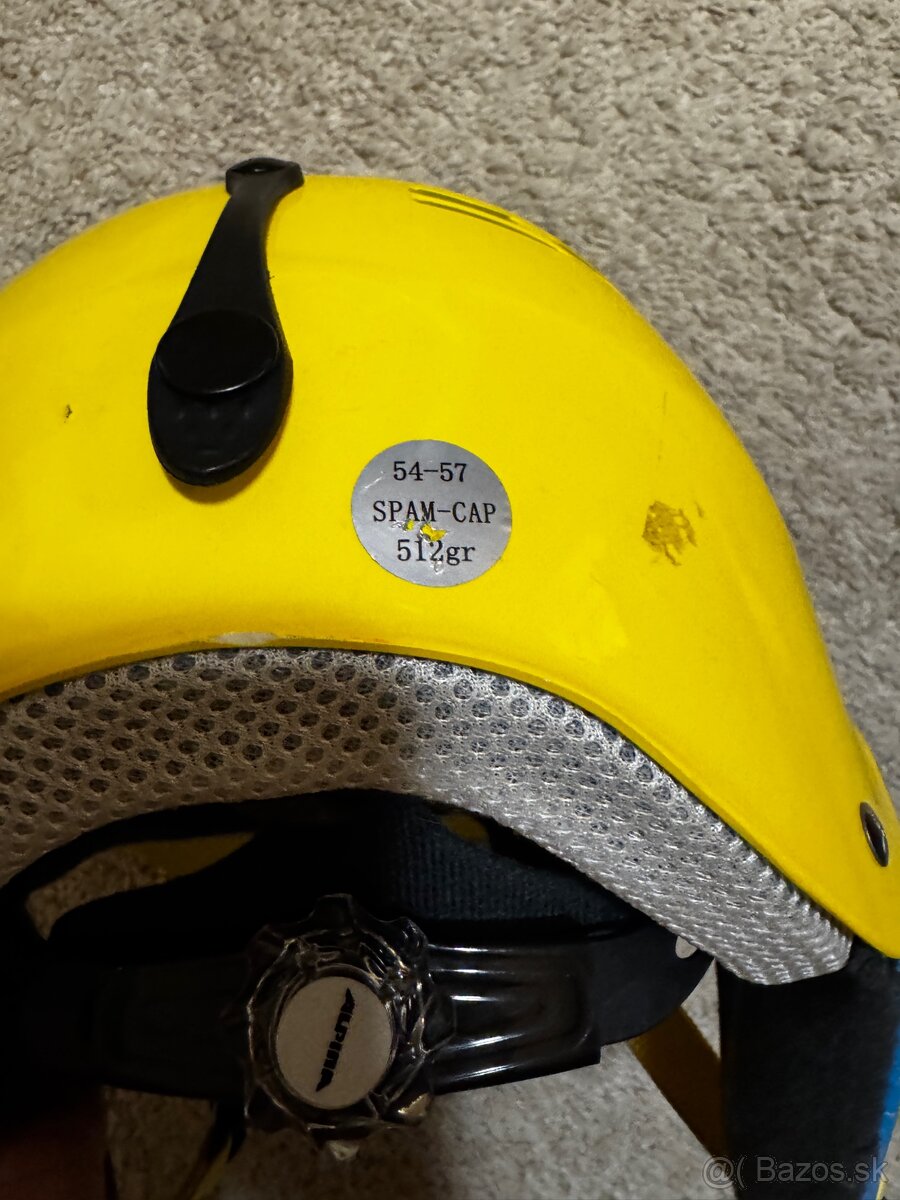 54-57
SPAM-CAP
512gr
ALPINA
@( Bazos.sk